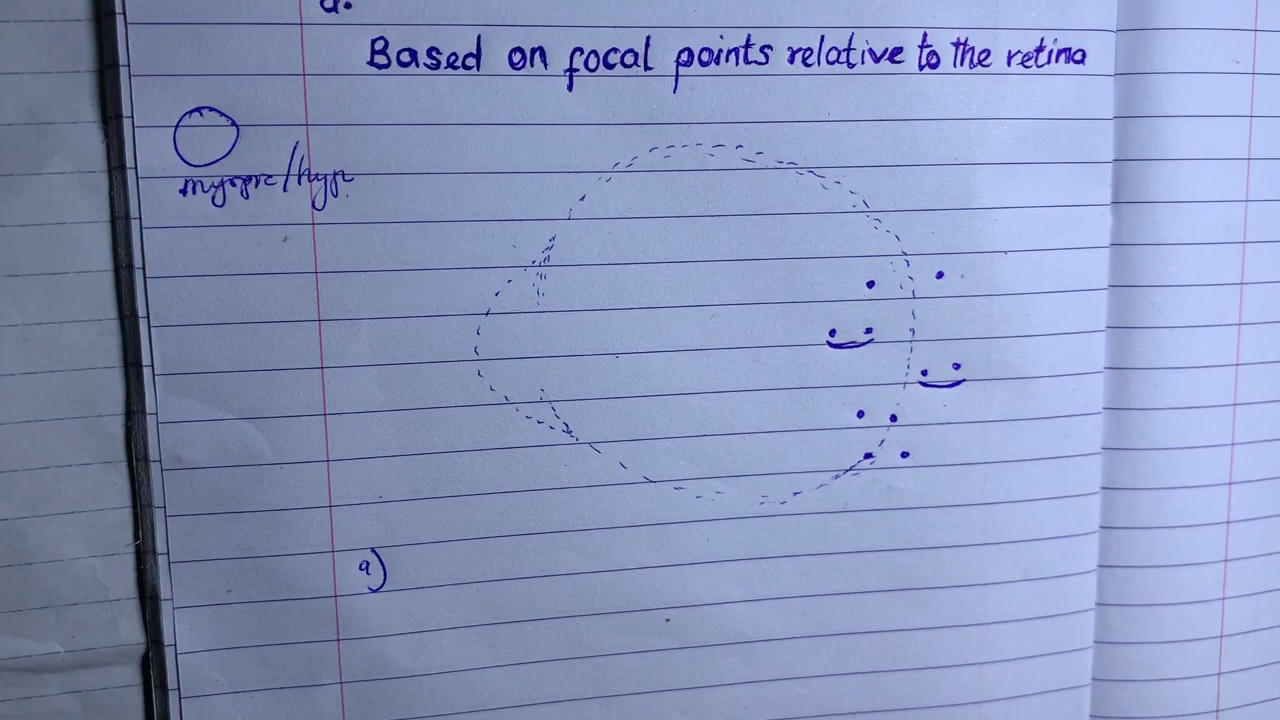 d.
Based on focal points relative to the retina
myopic/hyp.
a)